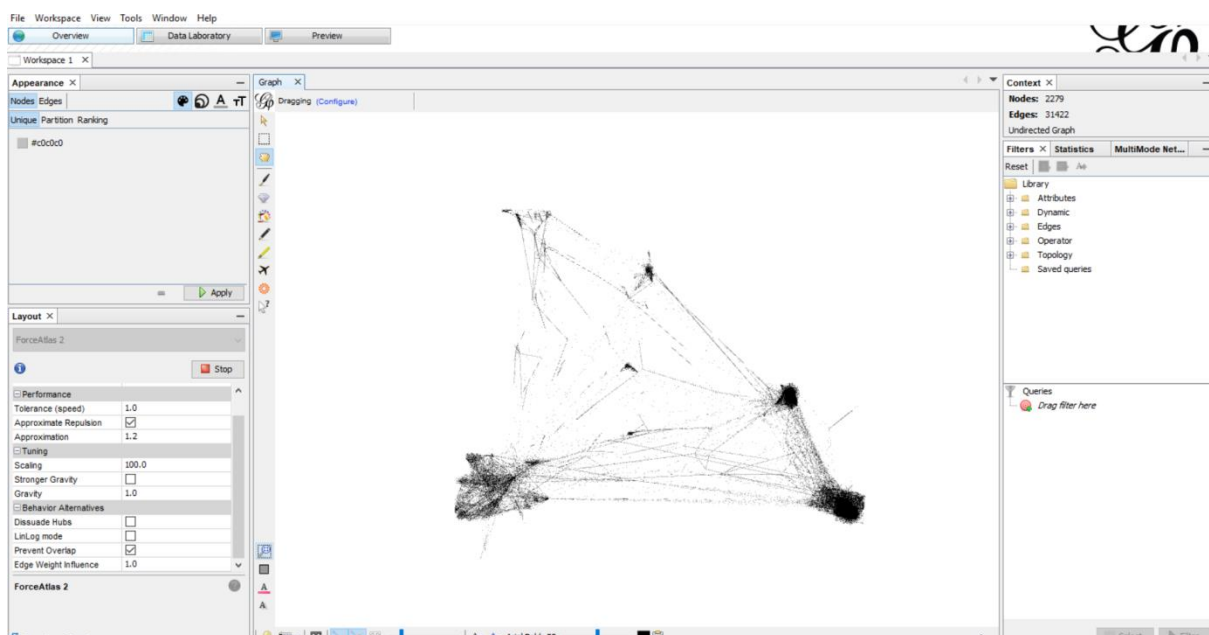 File Workspace View Tools Window Help
Overview Data Laboratory Preview
Workspace 1 X
Appearance X
Nodes Edges
Unique Partition Ranking
#c0c0c0
Apply
Layout X
ForceAtlas 2
Stop
Performance
Tolerance (speed) 1.0
Approximate Repulsion
Approximation 1.2
Tuning
Scaling 100.0
Stronger Gravity
Gravity 1.0
Behavior Alternatives
Dissuade Hubs
LinLog mode
Prevent Overlap
Edge Weight Influence 1.0
ForceAtlas 2
Graph X
Dragging (Configure)
Context X
Nodes: 2279
Edges: 31422
Undirected Graph
Filters X Statistics MultiMode Net...
Reset
Library
Attributes
Dynamic
Edges
Operator
Topology
Saved queries
Queries
Drag filter here